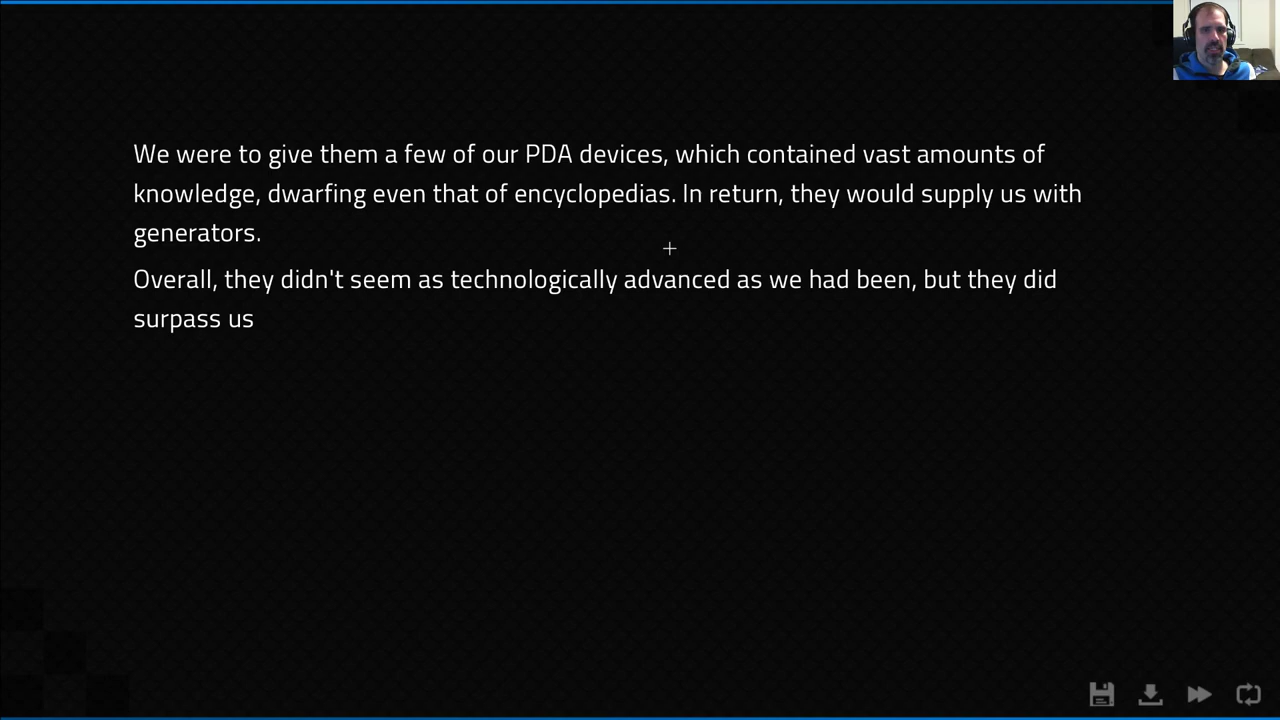 We were to give them a few of our PDA devices, which contained vast amounts of
knowledge, dwarfing even that of encyclopedias. In return, they would supply us with
generators.
Overall, they didn't seem as technologically advanced as we had been, but they did
surpass us